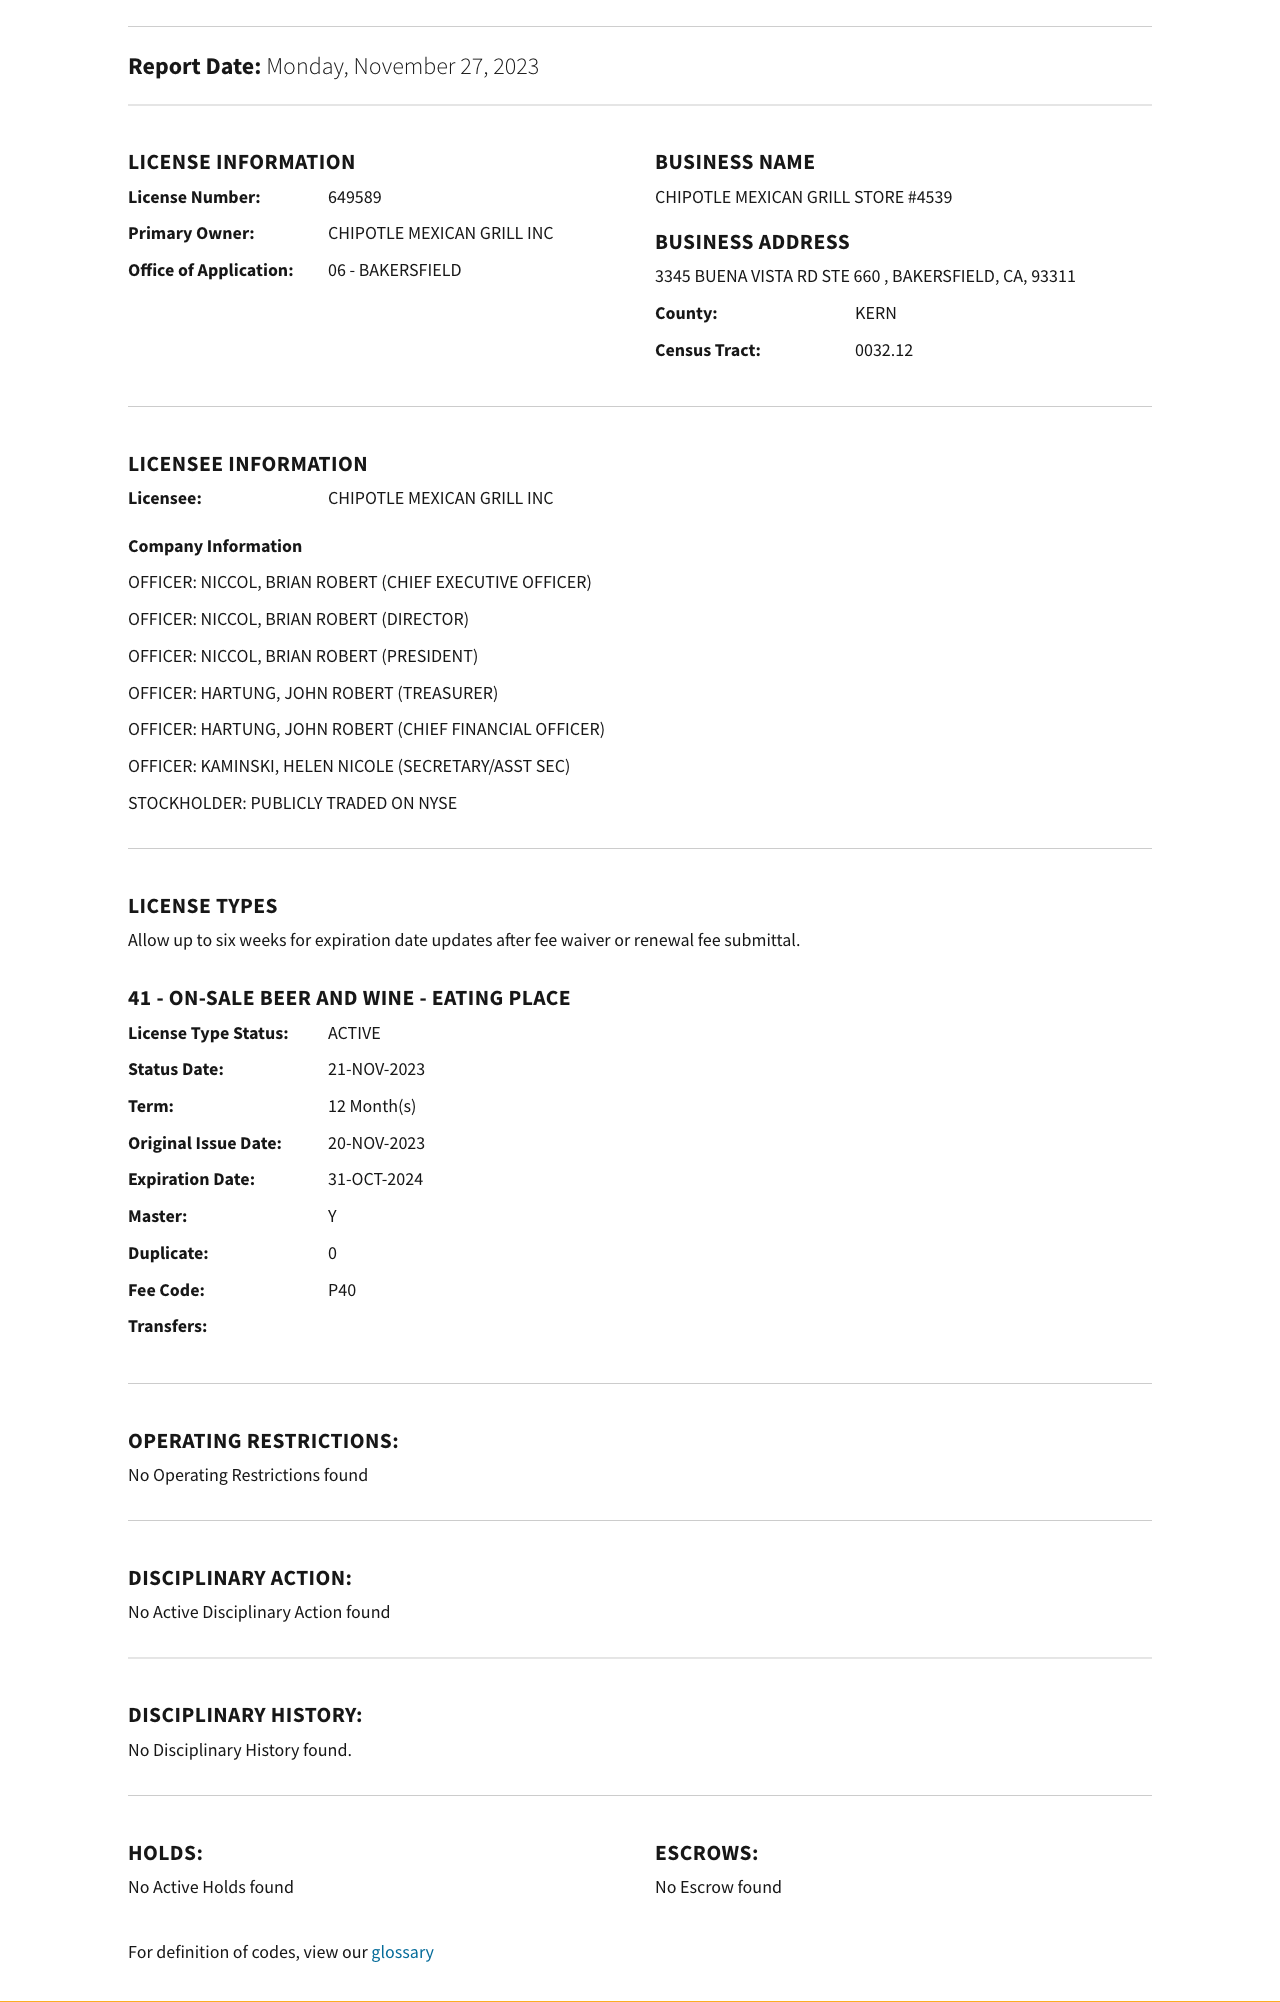 Report Date: Monday, November 27, 2023
LICENSE INFORMATION
License Number: 649589
Primary Owner: CHIPOTLE MEXICAN GRILL INC
Office of Application: 06 - BAKERSFIELD
BUSINESS NAME
CHIPOTLE MEXICAN GRILL STORE #4539
BUSINESS ADDRESS
3345 BUENA VISTA RD STE 660 , BAKERSFIELD, CA, 93311
County: KERN
Census Tract: 0032.12
LICENSEE INFORMATION
Licensee: CHIPOTLE MEXICAN GRILL INC
Company Information
OFFICER: NICCOL, BRIAN ROBERT (CHIEF EXECUTIVE OFFICER)
OFFICER: NICCOL, BRIAN ROBERT (DIRECTOR)
OFFICER: NICCOL, BRIAN ROBERT (PRESIDENT)
OFFICER: HARTUNG, JOHN ROBERT (TREASURER)
OFFICER: HARTUNG, JOHN ROBERT (CHIEF FINANCIAL OFFICER)
OFFICER: KAMINSKI, HELEN NICOLE (SECRETARY/ASST SEC)
STOCKHOLDER: PUBLICLY TRADED ON NYSE
LICENSE TYPES
Allow up to six weeks for expiration date updates after fee waiver or renewal fee submittal.
41 - ON-SALE BEER AND WINE - EATING PLACE
License Type Status: ACTIVE
Status Date: 21-NOV-2023
Term: 12 Month(s)
Original Issue Date: 20-NOV-2023
Expiration Date: 31-OCT-2024
Master: Y
Duplicate: 0
Fee Code: P40
Transfers:
OPERATING RESTRICTIONS:
No Operating Restrictions found
DISCIPLINARY ACTION:
No Active Disciplinary Action found
DISCIPLINARY HISTORY:
No Disciplinary History found.
HOLDS:
No Active Holds found
ESCROWS:
No Escrow found
For definition of codes, view our glossary